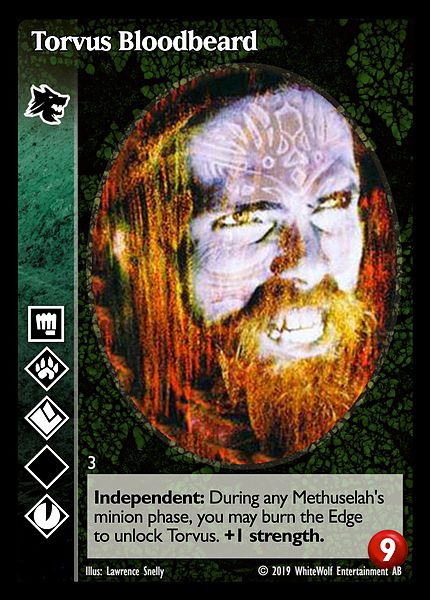 Torvus Bloodbeard
3
Independent: During any Methuselah's
minion phase, you may burn the Edge
to unlock Torvus. +1 strength.
9
Illus: Lawrence Snelly © 2019 WhiteWolf Entertainment AB